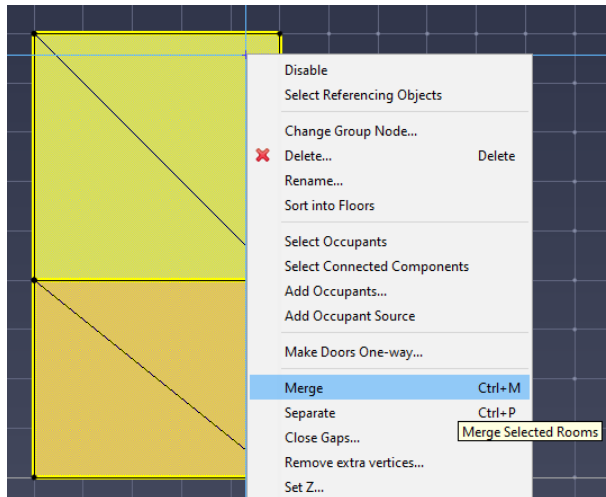 Disable
Select Referencing Objects
Change Group Node...
Delete... Delete
Rename...
Sort into Floors
Select Occupants
Select Connected Components
Add Occupants...
Add Occupant Source
Make Doors One-way...
Merge Ctrl+M
Separate Ctrl+P
Merge Selected Rooms
Close Gaps...
Remove extra vertices...
Set Z...